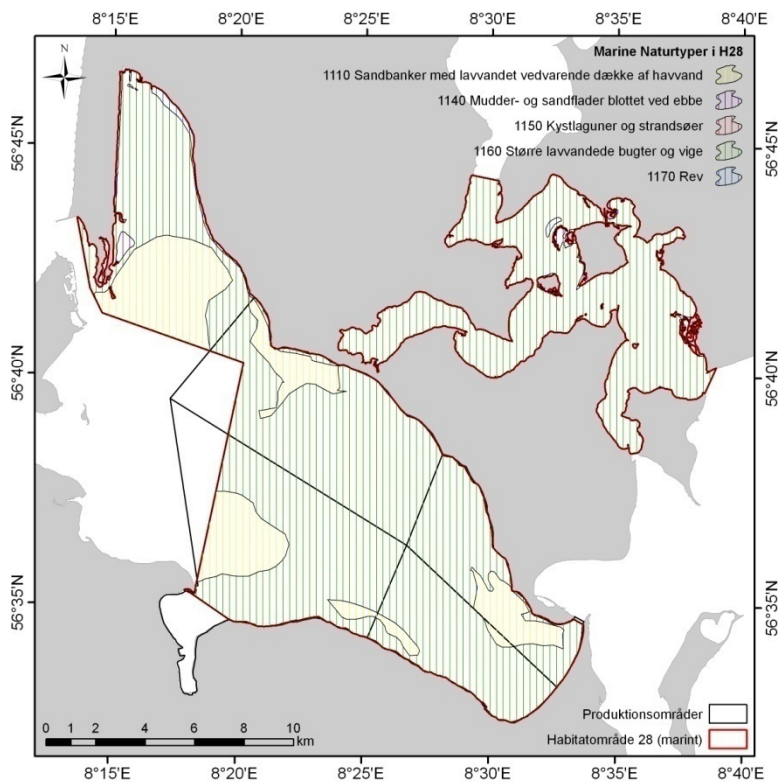 8°15'E 8°20'E 8°25'E 8°30'E 8°35'E 8°40'E
N
Marine Naturtyper i H28
1110 Sandbanker med lavvandet vedvarende dække af havvand
1140 Mudder- og sandflader blottet ved ebbe
1150 Kystlaguner og strandsøer
1160 Større lavvandede bugter og vige
1170 Rev
56°45'N 56°45'N
56°40'N 56°40'N
56°35'N 56°35'N
Produktionsområder
Habitatområde 28 (marint)
0 1 2 4 6 8 10
km
8°15'E 8°20'E 8°25'E 8°30'E 8°35'E 8°40'E